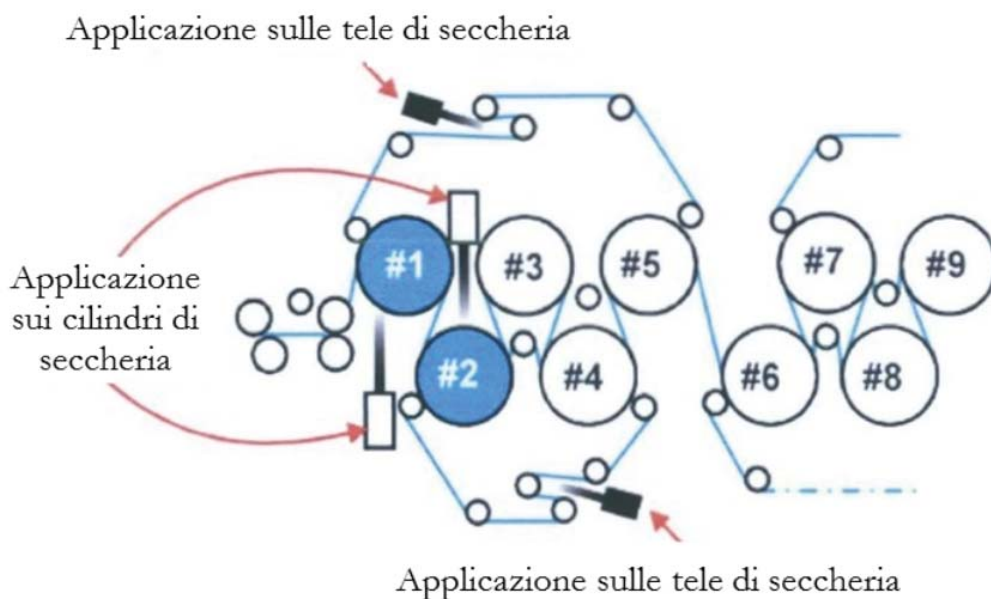 Applicazione sulle tele di seccheria
Applicazione
sui cilindri di
seccheria
#1
#3
#5
#7
#9
#2
#4
#6
#8
Applicazione sulle tele di seccheria